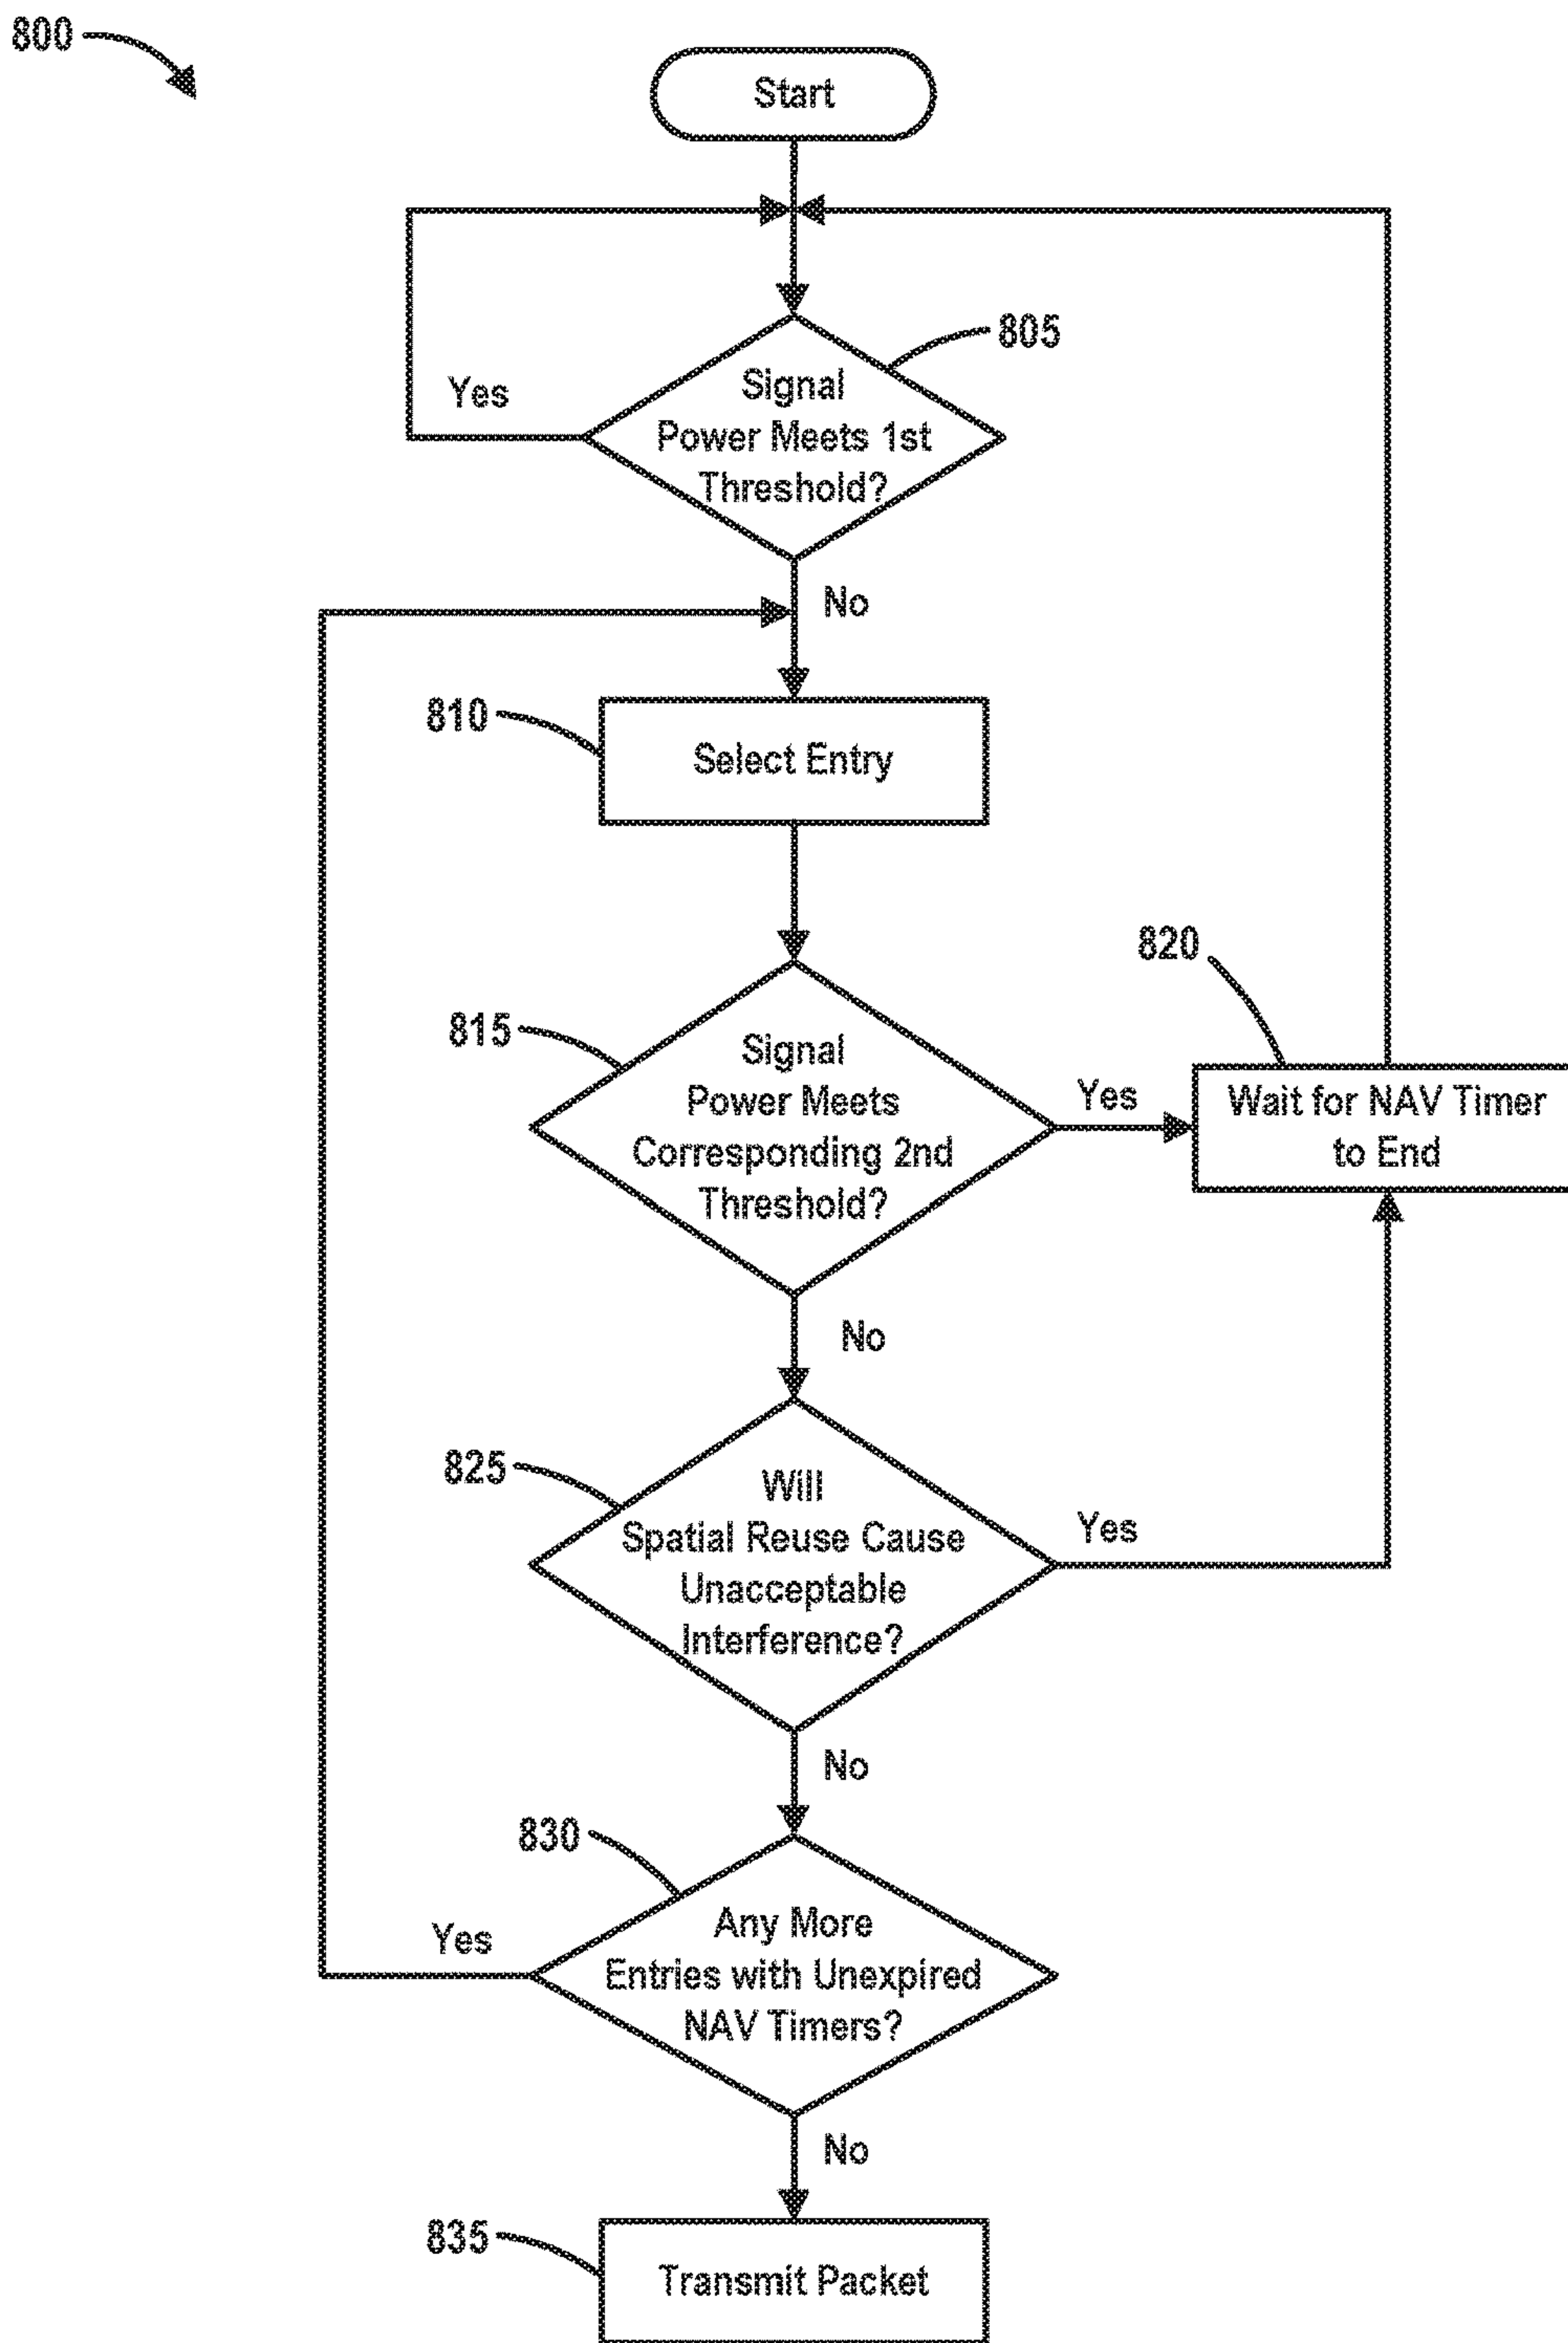 800
Start
805
Signal
Power Meets 1st
Threshold?
Yes
No
810
Select Entry
820
815
Signal
Power Meets
Corresponding 2nd
Threshold?
Yes
Wait for NAV Timer
to End
No
825
Will
Spatial Reuse Cause
Unacceptable
Interference?
Yes
No
830
Any More
Entries with Unexpired
NAV Timers?
Yes
No
835
Transmit Packet